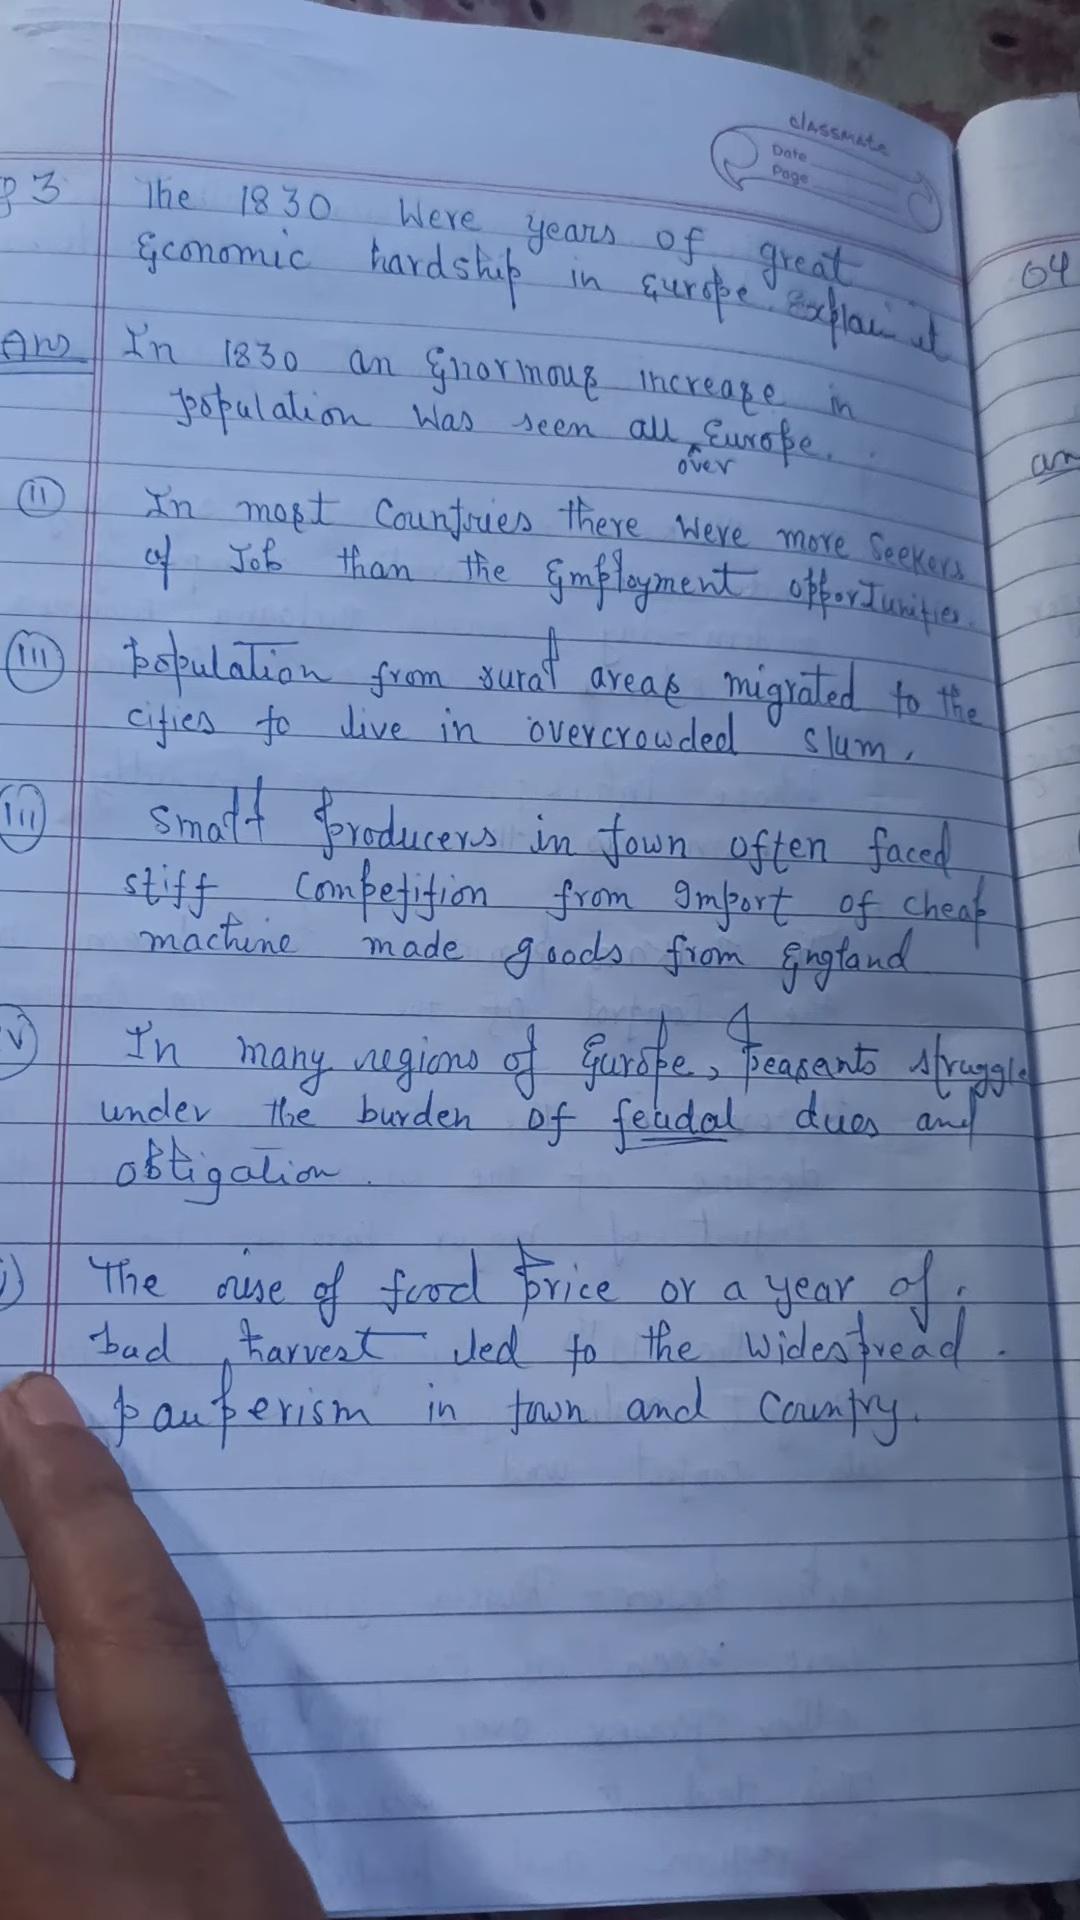 classmate
Date
Page
3 The 1830 Were years of great
Economic hardship in Europe explain it
Ans In 1830 an Enormous increase in
population was seen all over Europe.
(ii) In most Countries there were more Seekers
of Job than the Employment opportunities.
(iii) population from rural areas migrated to the
cities to live in overcrowded slum.
(iii) Small producers in town often faced
stiff Competition from Import of cheap
machine made goods from England
v) In many regions of Europe, peasants struggle
under the burden of feudal dues and
obligation.
i) The rise of food price or a year of.
bad harvest led to the widespread.
pauperism in town and Country.
04
an